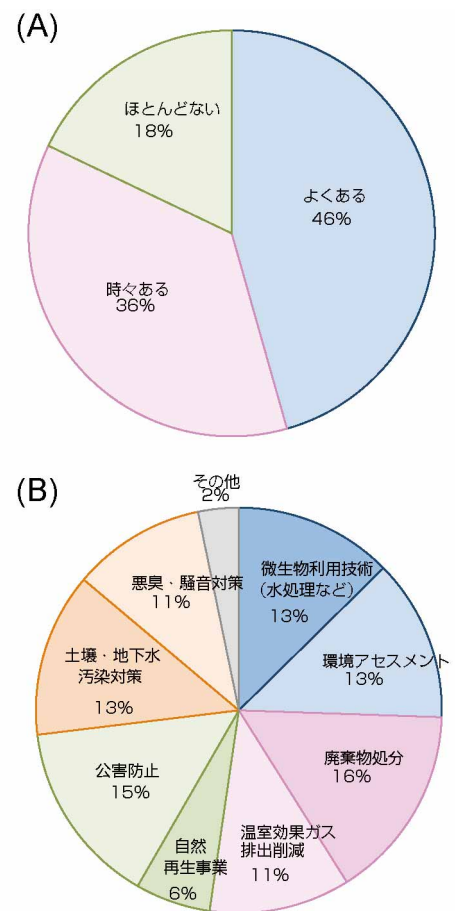 (A)
ほとんどない
18%
よくある
46%
時々ある
36%
(B)
その他
2%
微生物利用技術
(水処理など)
13%
環境アセスメント
13%
廃棄物処分
16%
温室効果ガス
排出削減
11%
自然
再生事業
6%
公害防止
15%
土壌・地下水
汚染対策
13%
悪臭・騒音対策
11%